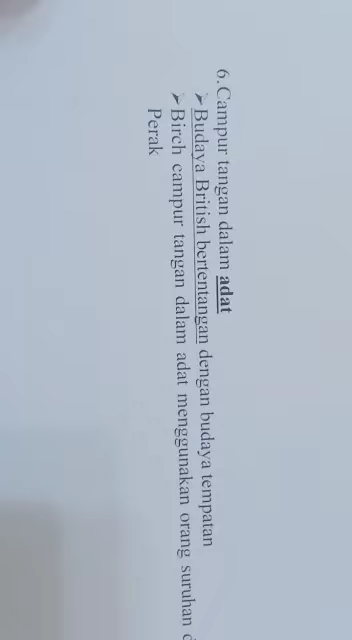 6.Campur tangan dalam adat
➢Budaya British bertentangan dengan budaya tempatan
➢Birch campur tangan dalam adat menggunakan orang suruhan
Perak